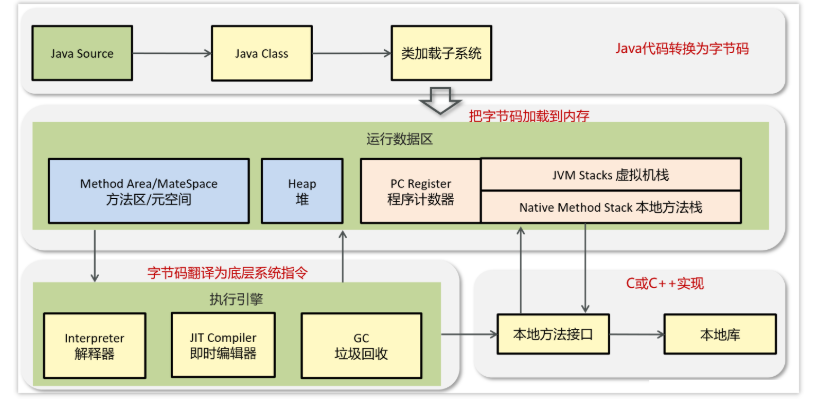 Java Source
Java Class
类加载子系统
Java代码转换为字节码
把字节码加载到内存
运行数据区
Method Area/MateSpace
方法区/元空间
Heap
堆
PC Register
程序计数器
JVM Stacks 虚拟机栈
Native Method Stack 本地方法栈
字节码翻译为底层系统指令
执行引擎
Interpreter
解释器
JIT Compiler
即时编辑器
GC
垃圾回收
C或C++实现
本地方法接口
本地库